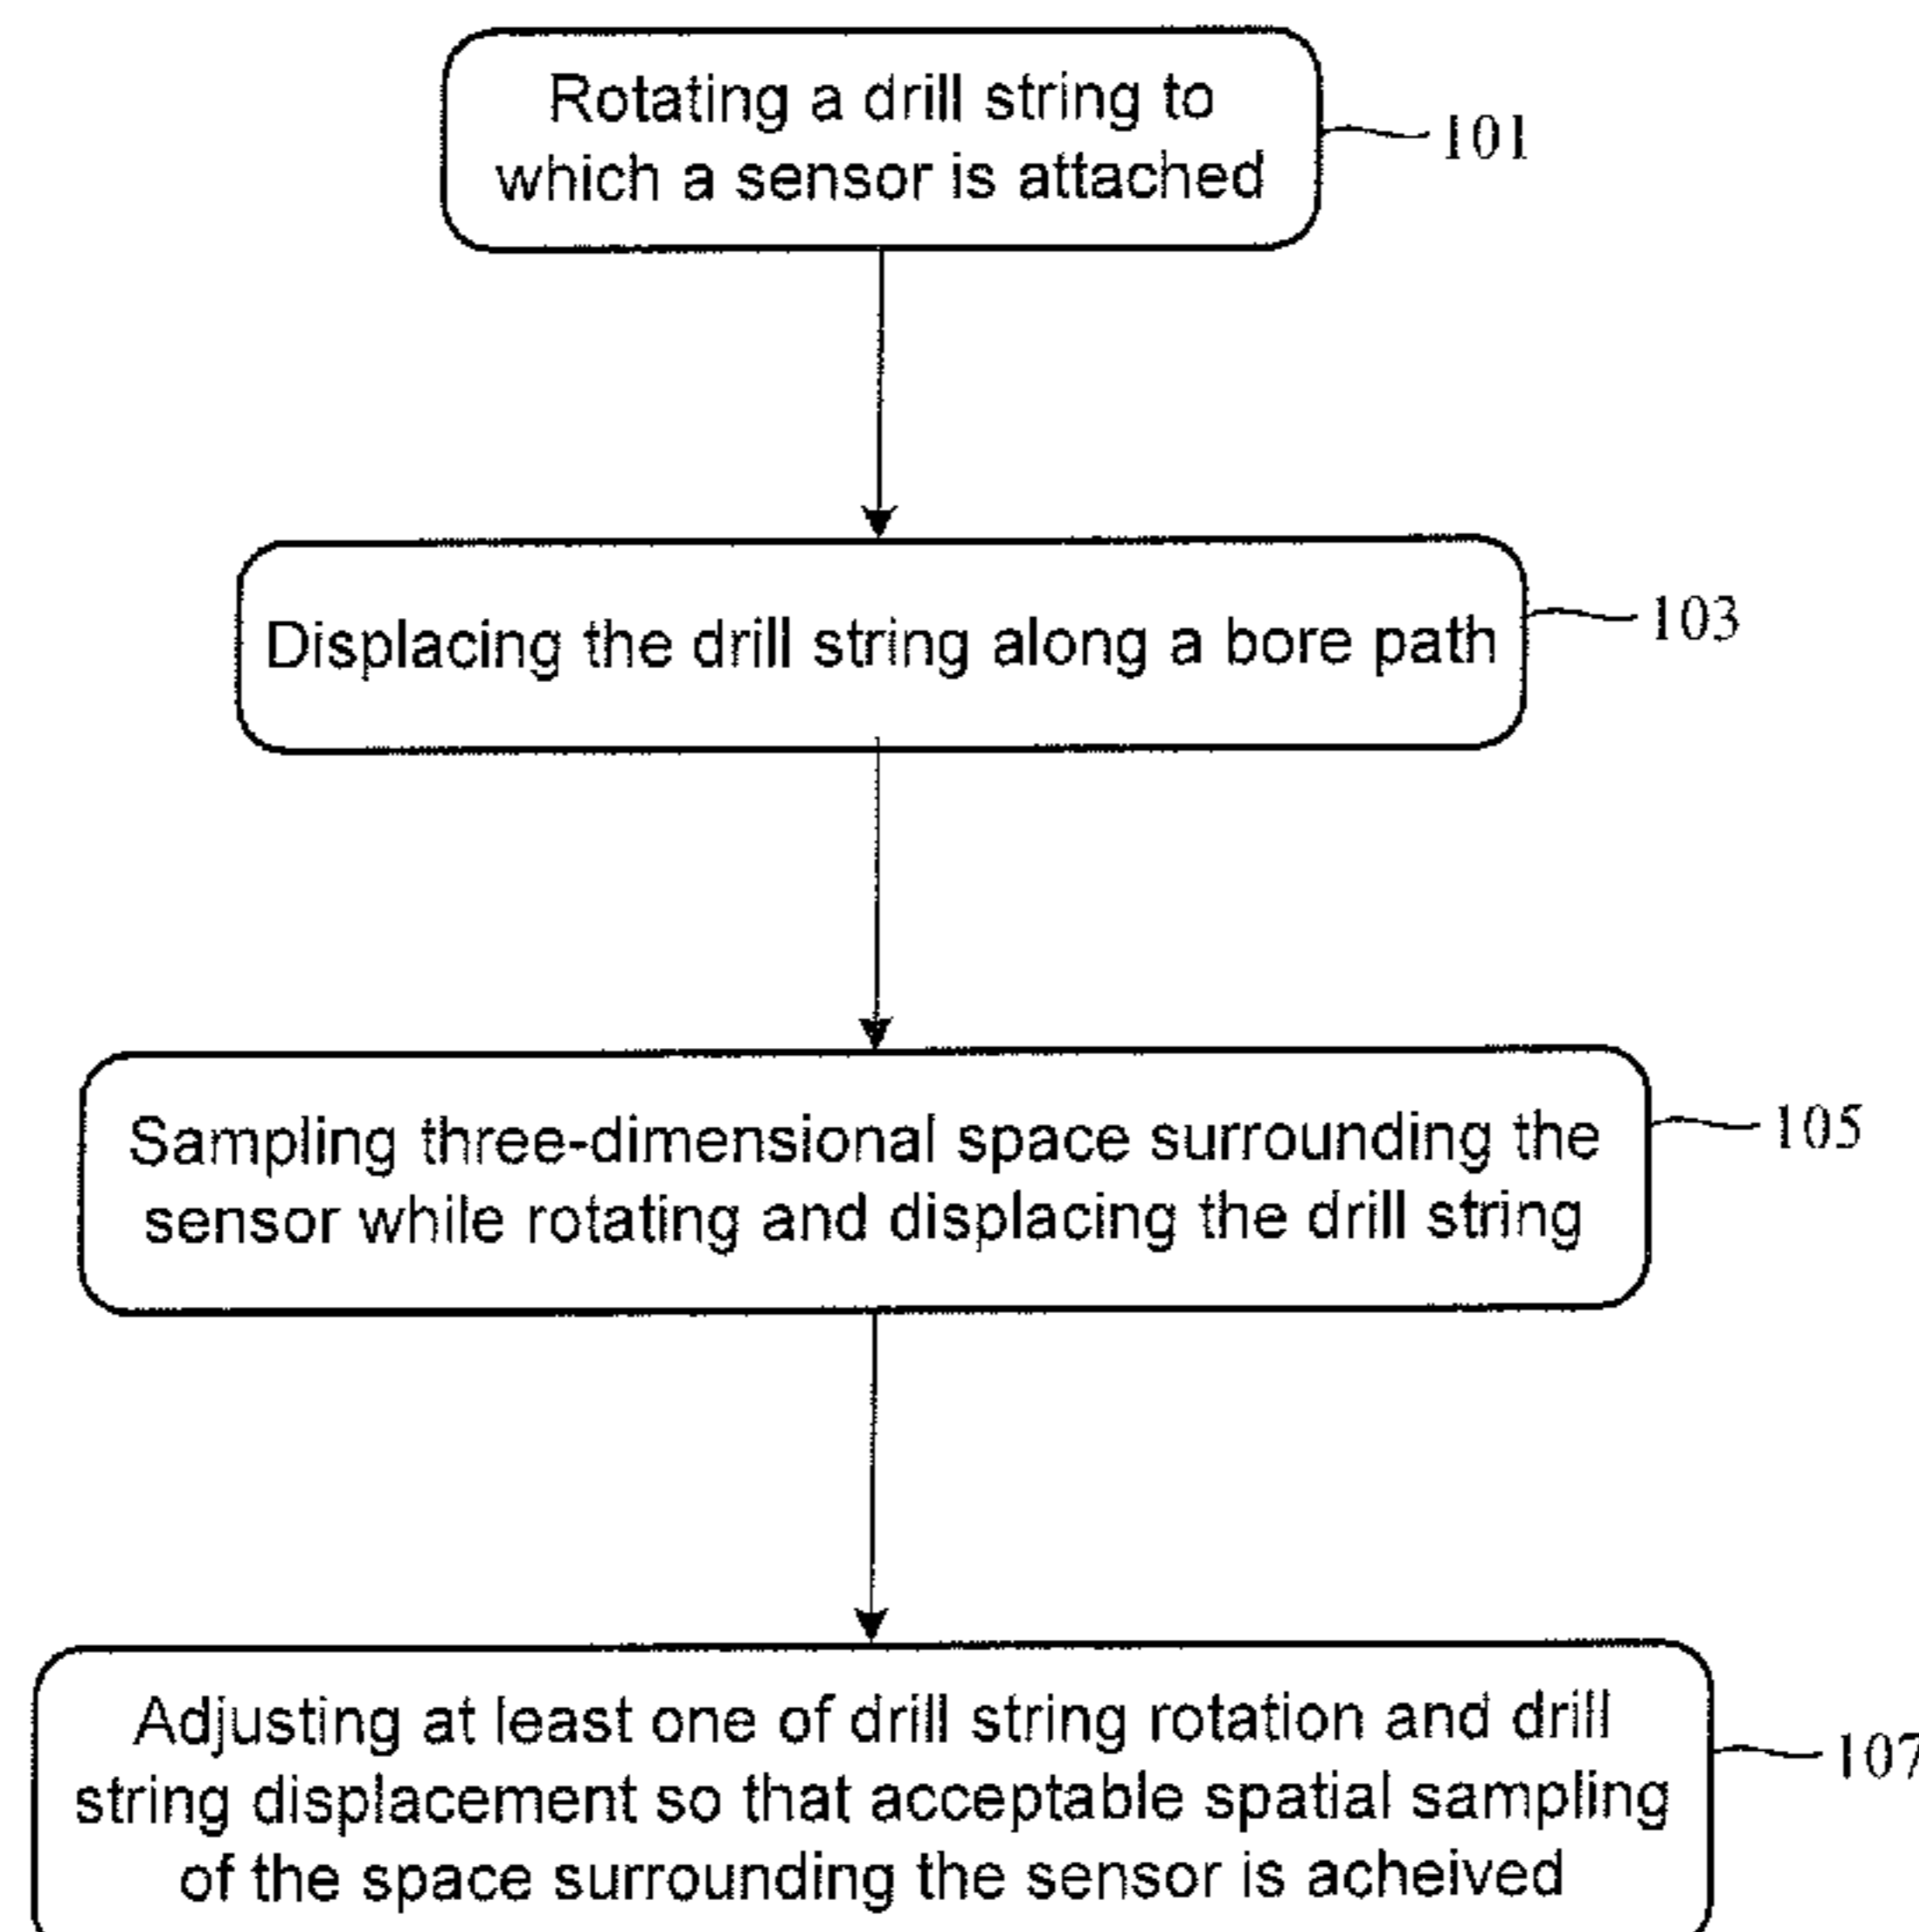 Rotating a drill string to
which a sensor is attached
101
Displacing the drill string along a bore path
103
Sampling three-dimensional space surrounding the
sensor while rotating and displacing the drill string
105
Adjusting at least one of drill string rotation and drill
string displacement so that acceptable spatial sampling
of the space surrounding the sensor is acheived
107